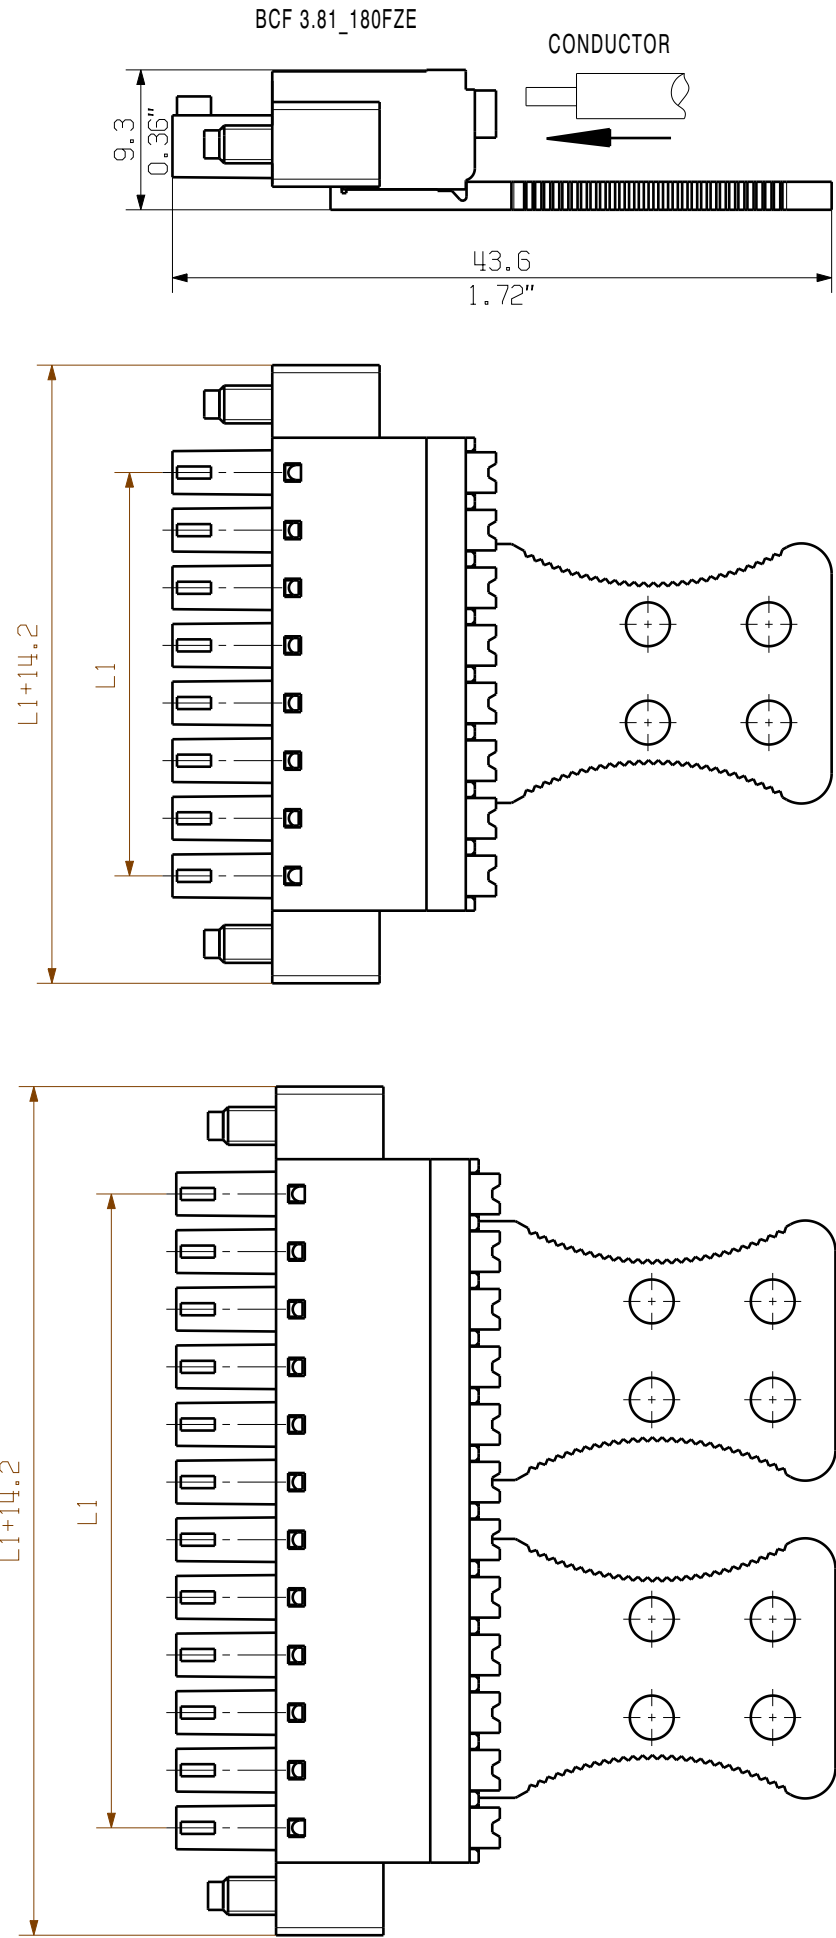 BCF 3.81_180FZE
CONDUCTOR
9.3
0.36"
43.6
1.72"
L1+14.2
L1
L1+14.2
L1